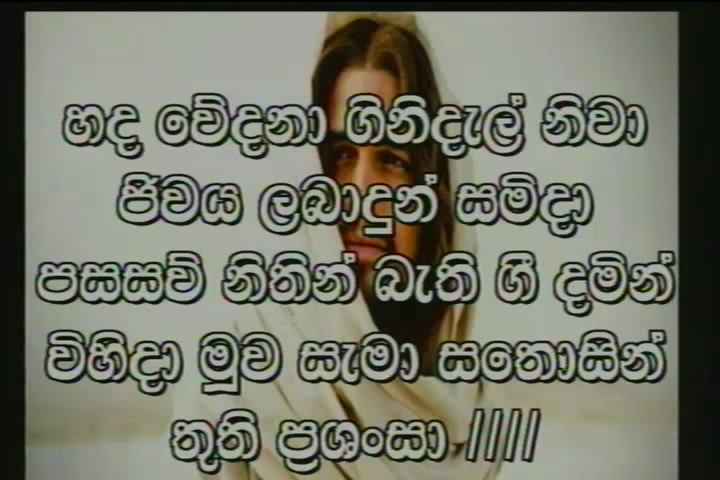 හද වේදනා ගිනිදැල් නිවා
ජිවය ලබාදුන් සමිදා
පසසව් නිතින් බැති ගී දමින්
විහිදා මුව සැමා සතොසින්
තුති ප්‍රශංසා ////